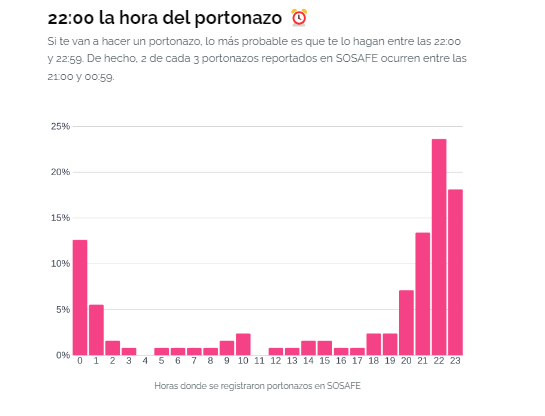 22:00 la hora del portonazo ⏰
Si te van a hacer un portonazo, lo más probable es que te lo hagan entre las 22:00
y 22:59. De hecho, 2 de cada 3 portonazos reportados en SOSAFE ocurren entre las
21:00 y 00:59.
25%
20%
15%
10%
5%
0%
0 1 2 3 4 5 6 7 8 9 10 11 12 13 14 15 16 17 18 19 20 21 22 23
Horas donde se registraron portonazos en SOSAFE